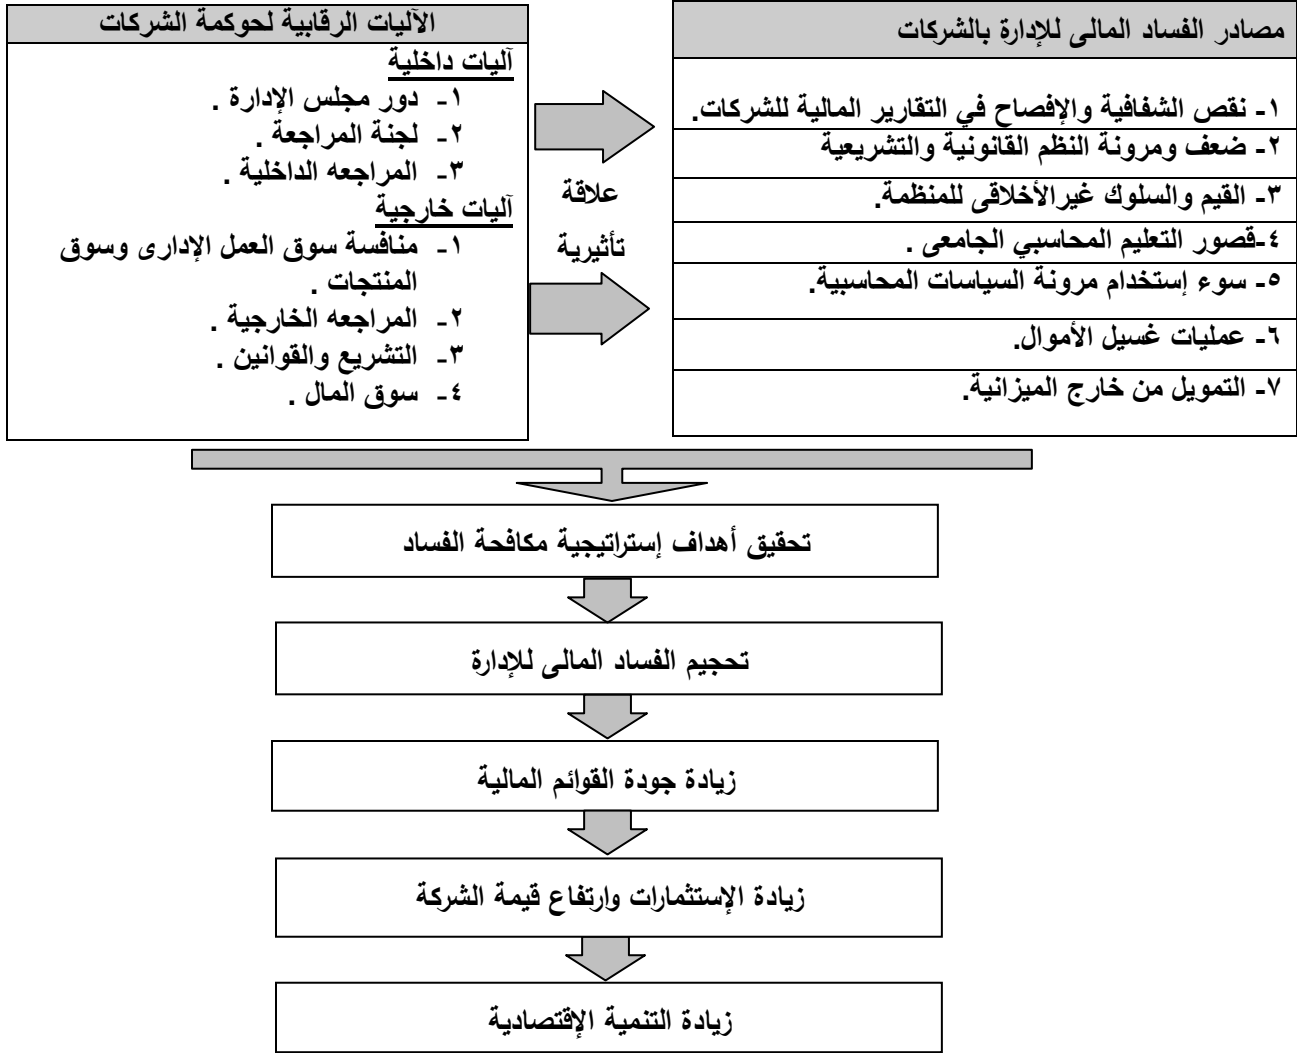 مصادر الفساد المالى للإدارة بالشركات
١- نقص الشفافية والإفصاح في التقارير المالية للشركات.
٢- ضعف ومرونة النظم القانونية والتشريعية
٣- القيم والسلوك غيرالأخلاقى للمنظمة.
٤-قصور التعليم المحاسبي الجامعى .
٥- سوء إستخدام مرونة السياسات المحاسبية.
٦- عمليات غسيل الأموال.
٧- التمويل من خارج الميزانية.
علاقة
تأثيرية
الآليات الرقابية لحوكمة الشركات
آليات داخلية
١- دور مجلس الإدارة .
٢- لجنة المراجعة .
٣- المراجعه الداخلية .
آليات خارجية
١- منافسة سوق العمل الإدارى وسوق
المنتجات .
٢- المراجعه الخارجية .
٣- التشريع والقوانين .
٤- سوق المال .
تحقيق أهداف إستراتيجية مكافحة الفساد
تحجيم الفساد المالى للإدارة
زيادة جودة القوائم المالية
زيادة الإستثمارات وارتفاع قيمة الشركة
زيادة التنمية الإقتصادية